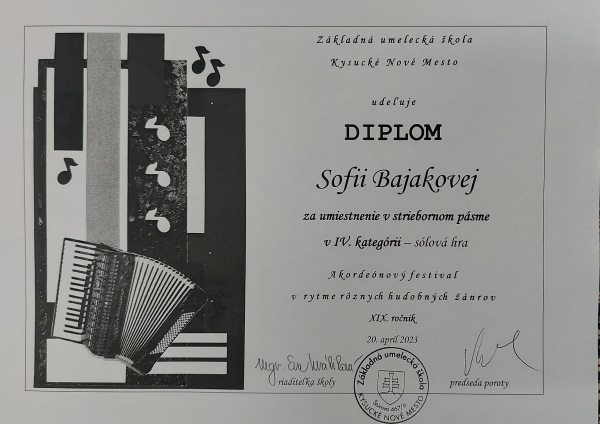 Základná umelecká škola
Kysucké Nové Mesto
udeľuje
DIPLOM
Sofii Bajakovej
za umiestnenie v striebornom pásme
v IV. kategórii – sólová hra
Akordeónový festival
v rytme rôznych hudobných žánrov
XIX. ročník
20. apríl 2023
Mgr. Eva
riaditeľka školy
predseda poroty
Základná umelecká škola
KYSUCKÉ NOVÉ MESTO